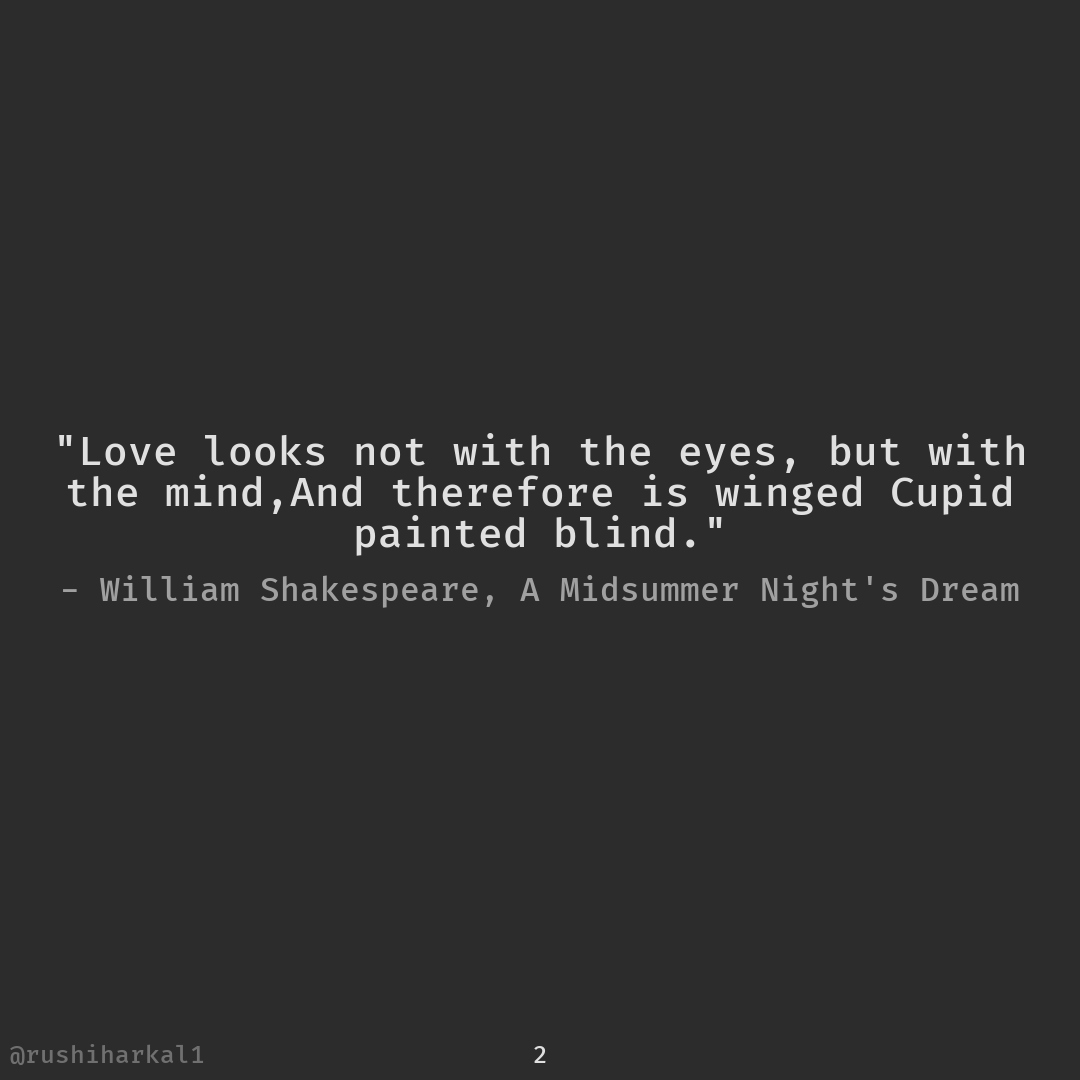 "Love looks not with the eyes, but with
the mind,And therefore is winged Cupid
painted blind."
– William Shakespeare, A Midsummer Night's Dream
@rushiharkal1
2